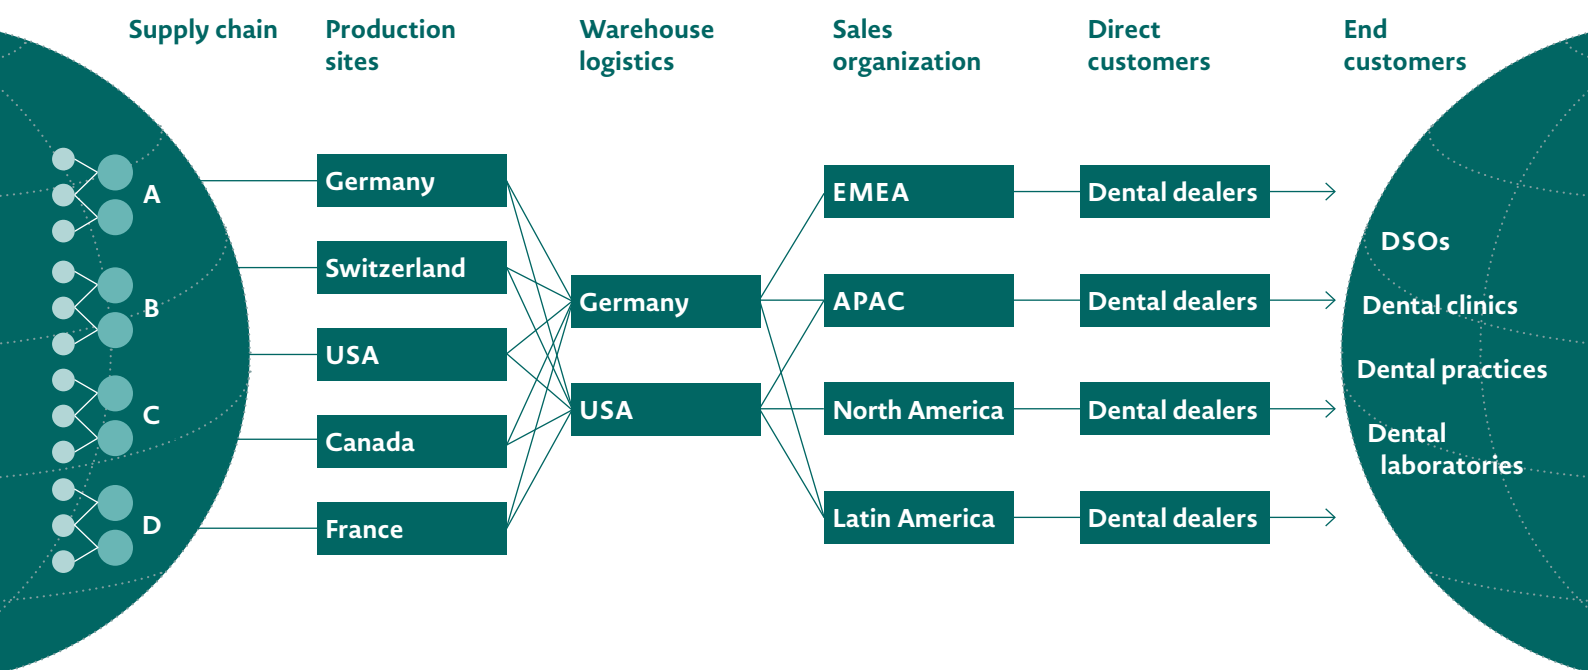 Supply chain
Production
sites
Warehouse
logistics
Sales
organization
Direct
customers
End
customers
A
B
C
D
Germany
Switzerland
USA
Canada
France
Germany
USA
EMEA
APAC
North America
Latin America
Dental dealers
Dental dealers
Dental dealers
Dental dealers
DSOs
Dental clinics
Dental practices
Dental
laboratories